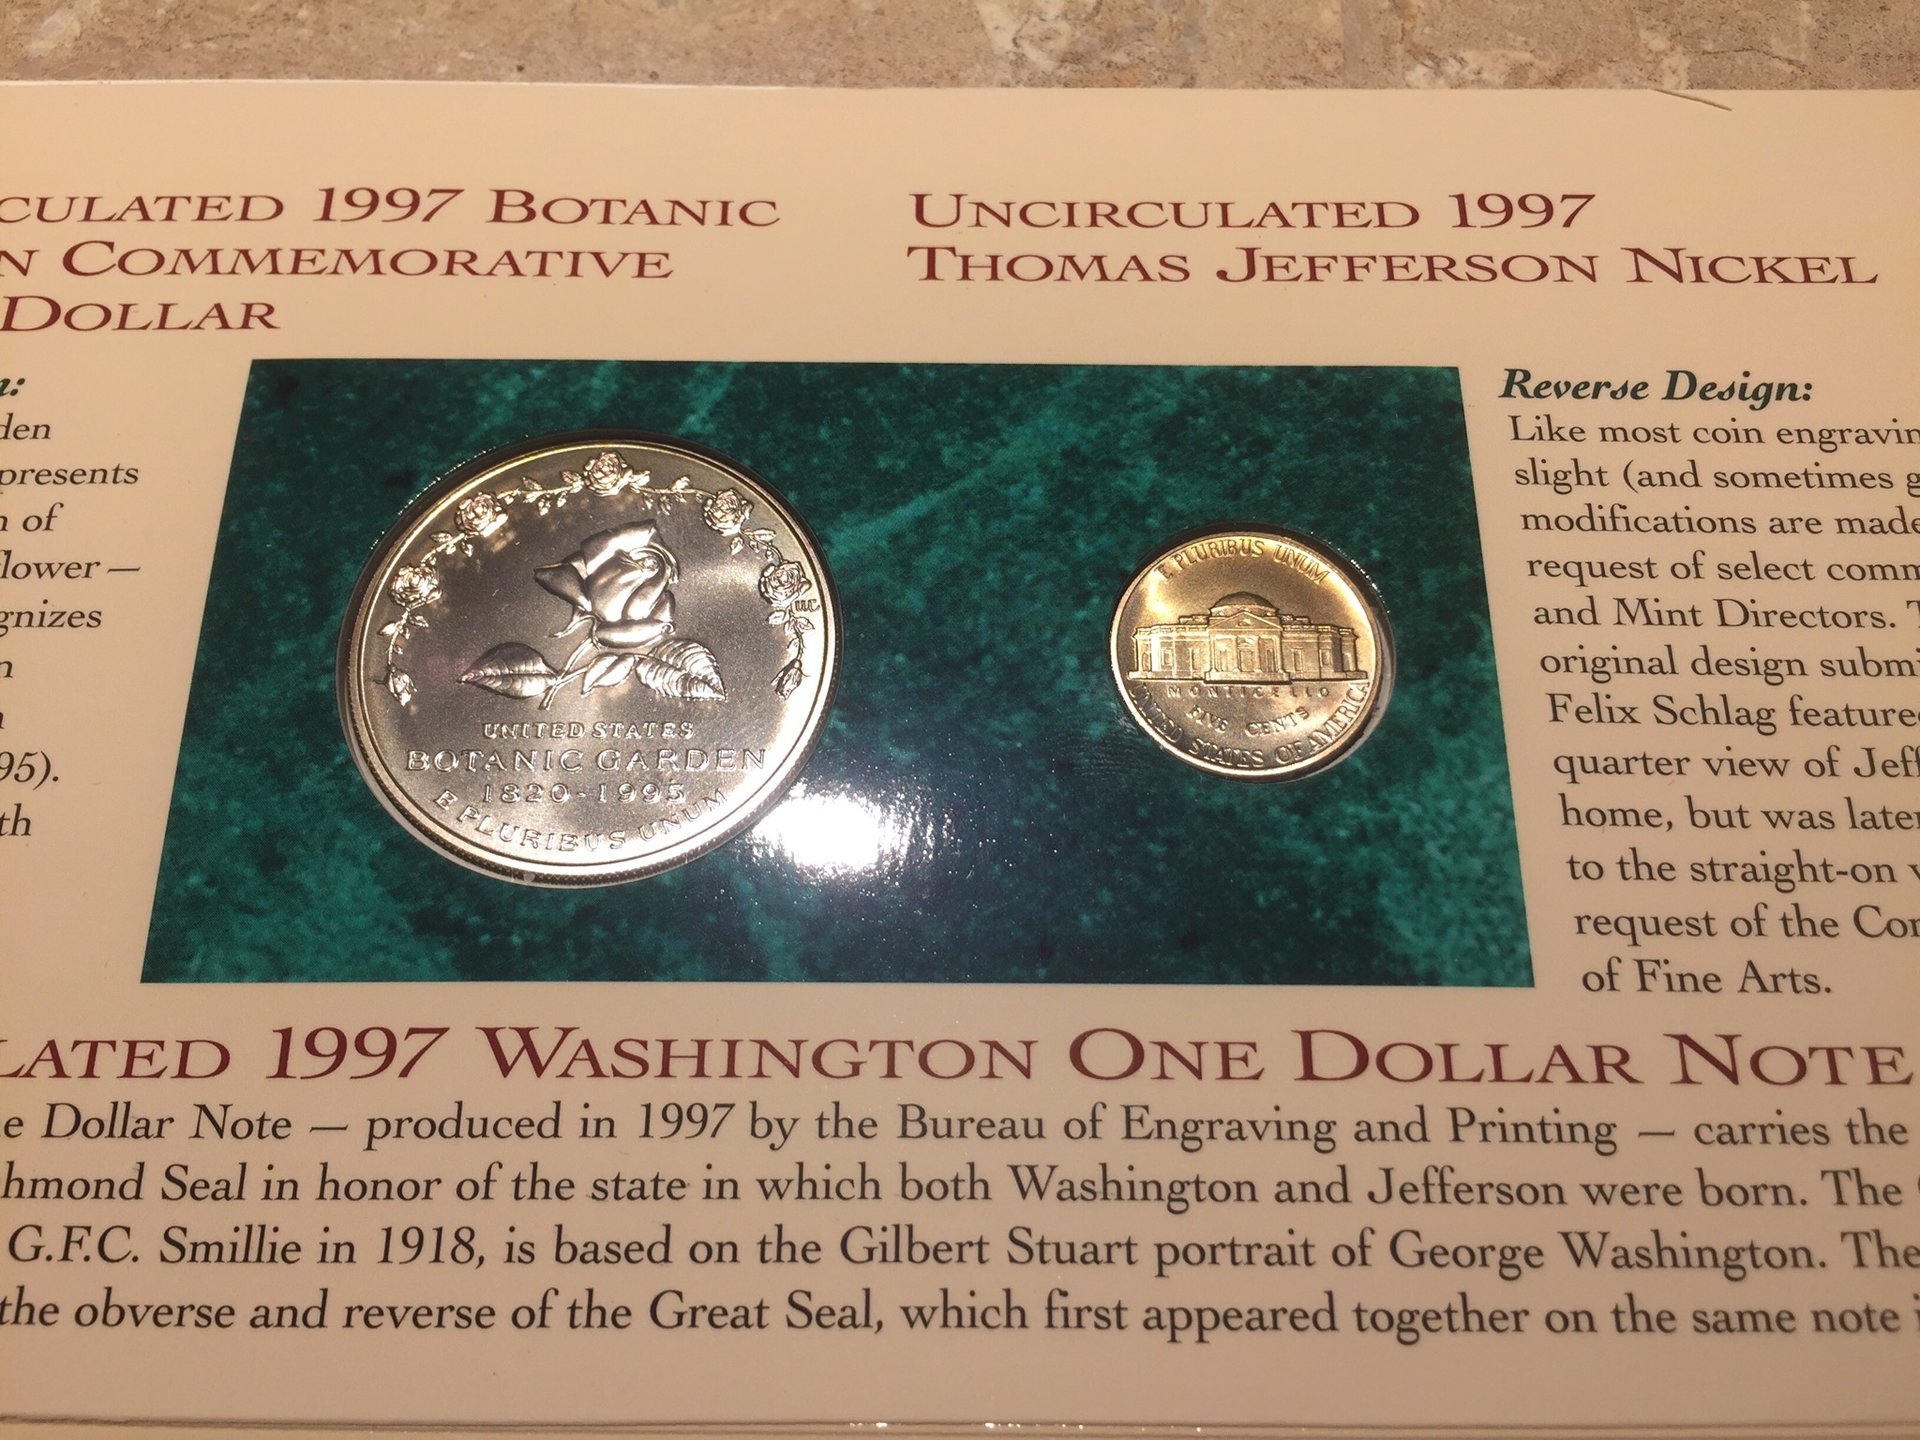 CULATED 1997 BOTANIC
N COMMEMORATIVE
DOLLAR
UNCIRCULATED 1997
THOMAS JEFFERSON NICKEL
n:
den
presents
n of
flower —
gnizes
n
95).
th
UNITED STATES
BOTANIC GARDEN
1820-1995
E PLURIBUS UNUM
E PLURIBUS UNUM
MONTICELLO
FIVE CENTS
UNITED STATES OF AMERICA
Reverse Design:
Like most coin engravin
slight (and sometimes g
modifications are made
request of select comm
and Mint Directors. T
original design submi
Felix Schlag feature
quarter view of Jeff
home, but was later
to the straight-on v
request of the Com
of Fine Arts.
LATED 1997 WASHINGTON ONE DOLLAR NOTE
e Dollar Note — produced in 1997 by the Bureau of Engraving and Printing — carries the
hmond Seal in honor of the state in which both Washington and Jefferson were born. The
G.F.C. Smillie in 1918, is based on the Gilbert Stuart portrait of George Washington. The
the obverse and reverse of the Great Seal, which first appeared together on the same note i